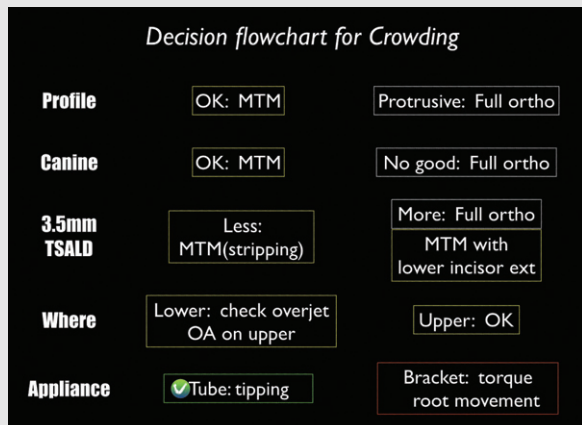 Decision flowchart for Crowding
Profile
OK: MTM
Protrusive: Full ortho
Canine
OK: MTM
No good: Full ortho
3.5mm
TSALD
Less:
MTM(stripping)
More: Full ortho
MTM with
lower incisor ext
Where
Lower: check overjet
OA on upper
Upper: OK
Appliance
Tube: tipping
Bracket: torque
root movement